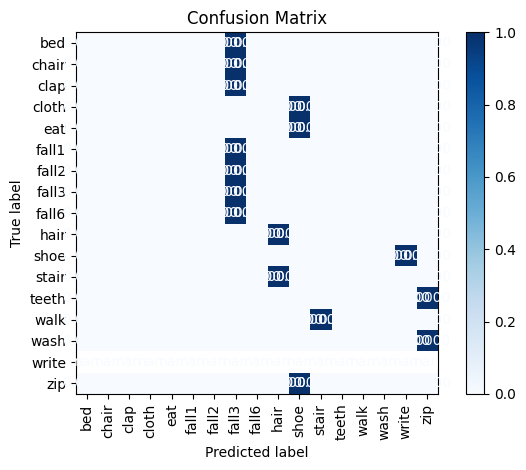 Confusion Matrix
bed
chair
clap
cloth
eat
fall1
fall2
fall3
fall6
hair
shoe
stair
teeth
walk
wash
write
zip
True label
bed
chair
clap
cloth
eat
fall1
fall2
fall3
fall6
hair
shoe
stair
teeth
walk
wash
write
zip
Predicted label
1.0
0.8
0.6
0.4
0.2
0.0